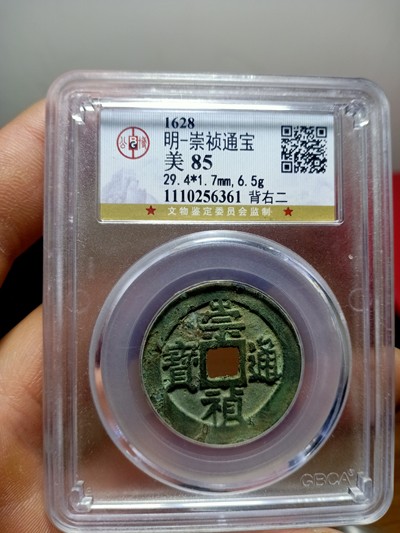 1628
明-崇祯通宝
美 85
29.4*1.7mm,6.5g
1110256361 背右二
★ 文物鉴定委员会监制 ★
崇
寶 通
禎
GBCA